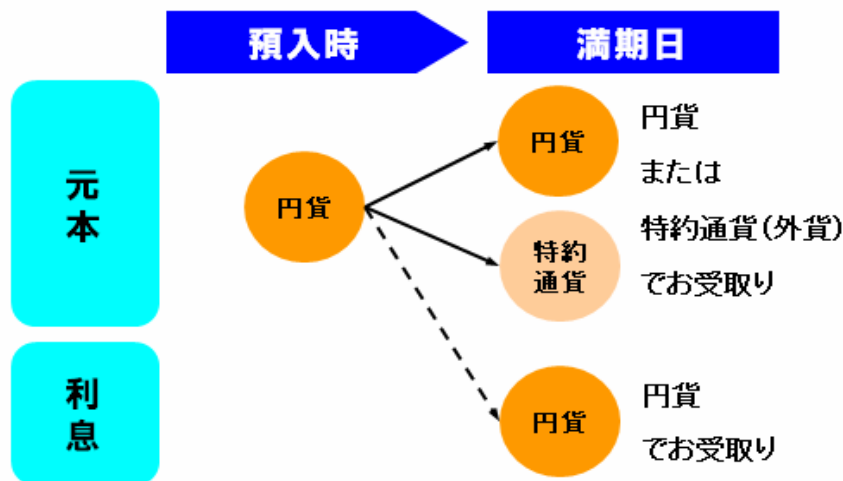 預入時
満期日
元
本
円貨
円貨
特約
通貨
円貨
または
特約通貨(外貨)
でお受取り
利
息
円貨
円貨
でお受取り